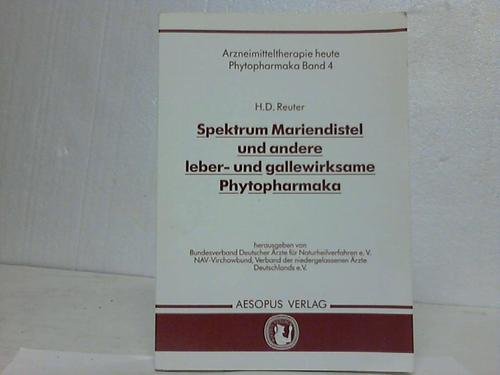 Arzneimitteltherapie heute
Phytopharmaka Band 4
H.D. Reuter
Spektrum Mariendistel
und andere
leber- und gallewirksame
Phytopharmaka
herausgegeben von
Bundesverband Deutscher Ärzte für Naturheilverfahren e. V.
NAV-Virchowbund, Verband der niedergelassenen Ärzte
Deutschlands e.V.
AESOPUS VERLAG